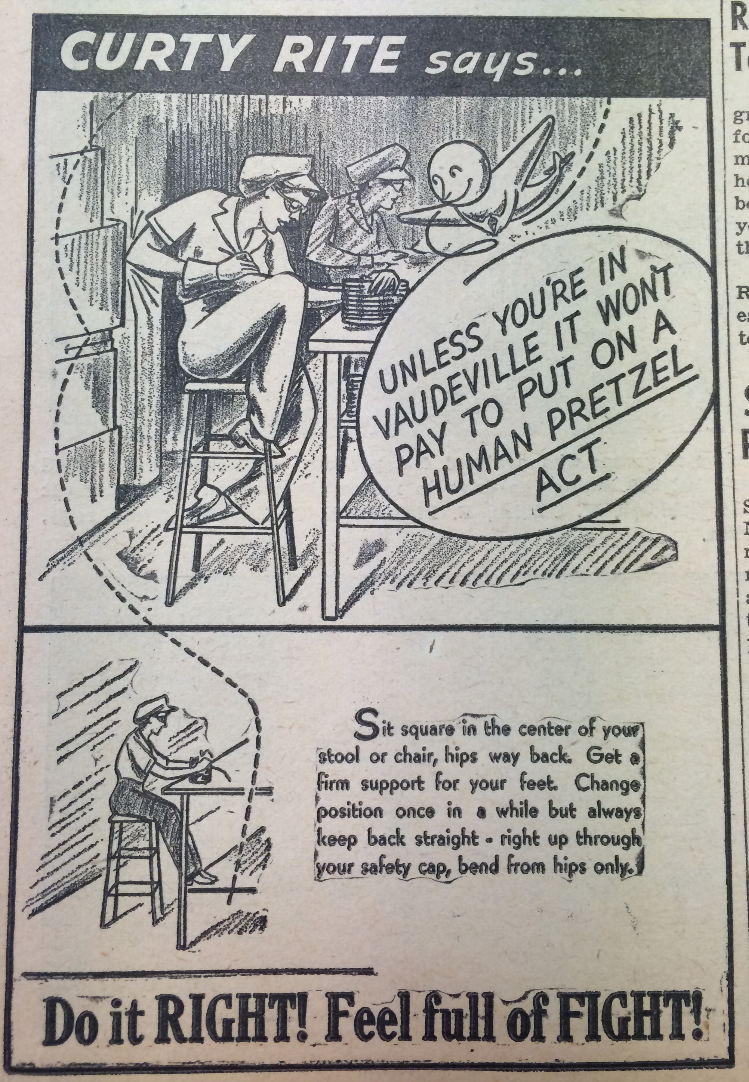 CURTY RITE says...
UNLESS YOU'RE IN
VAUDEVILLE IT WONT
PAY TO PUT ON A
HUMAN PRETZEL
ACT
Sit square in the center of your
stool or chair, hips way back. Get a
firm support for your feet. Change
position once in a while but always
keep back straight - right up through
your safety cap, bend from hips only.
Do it RIGHT! Feel full of FIGHT!